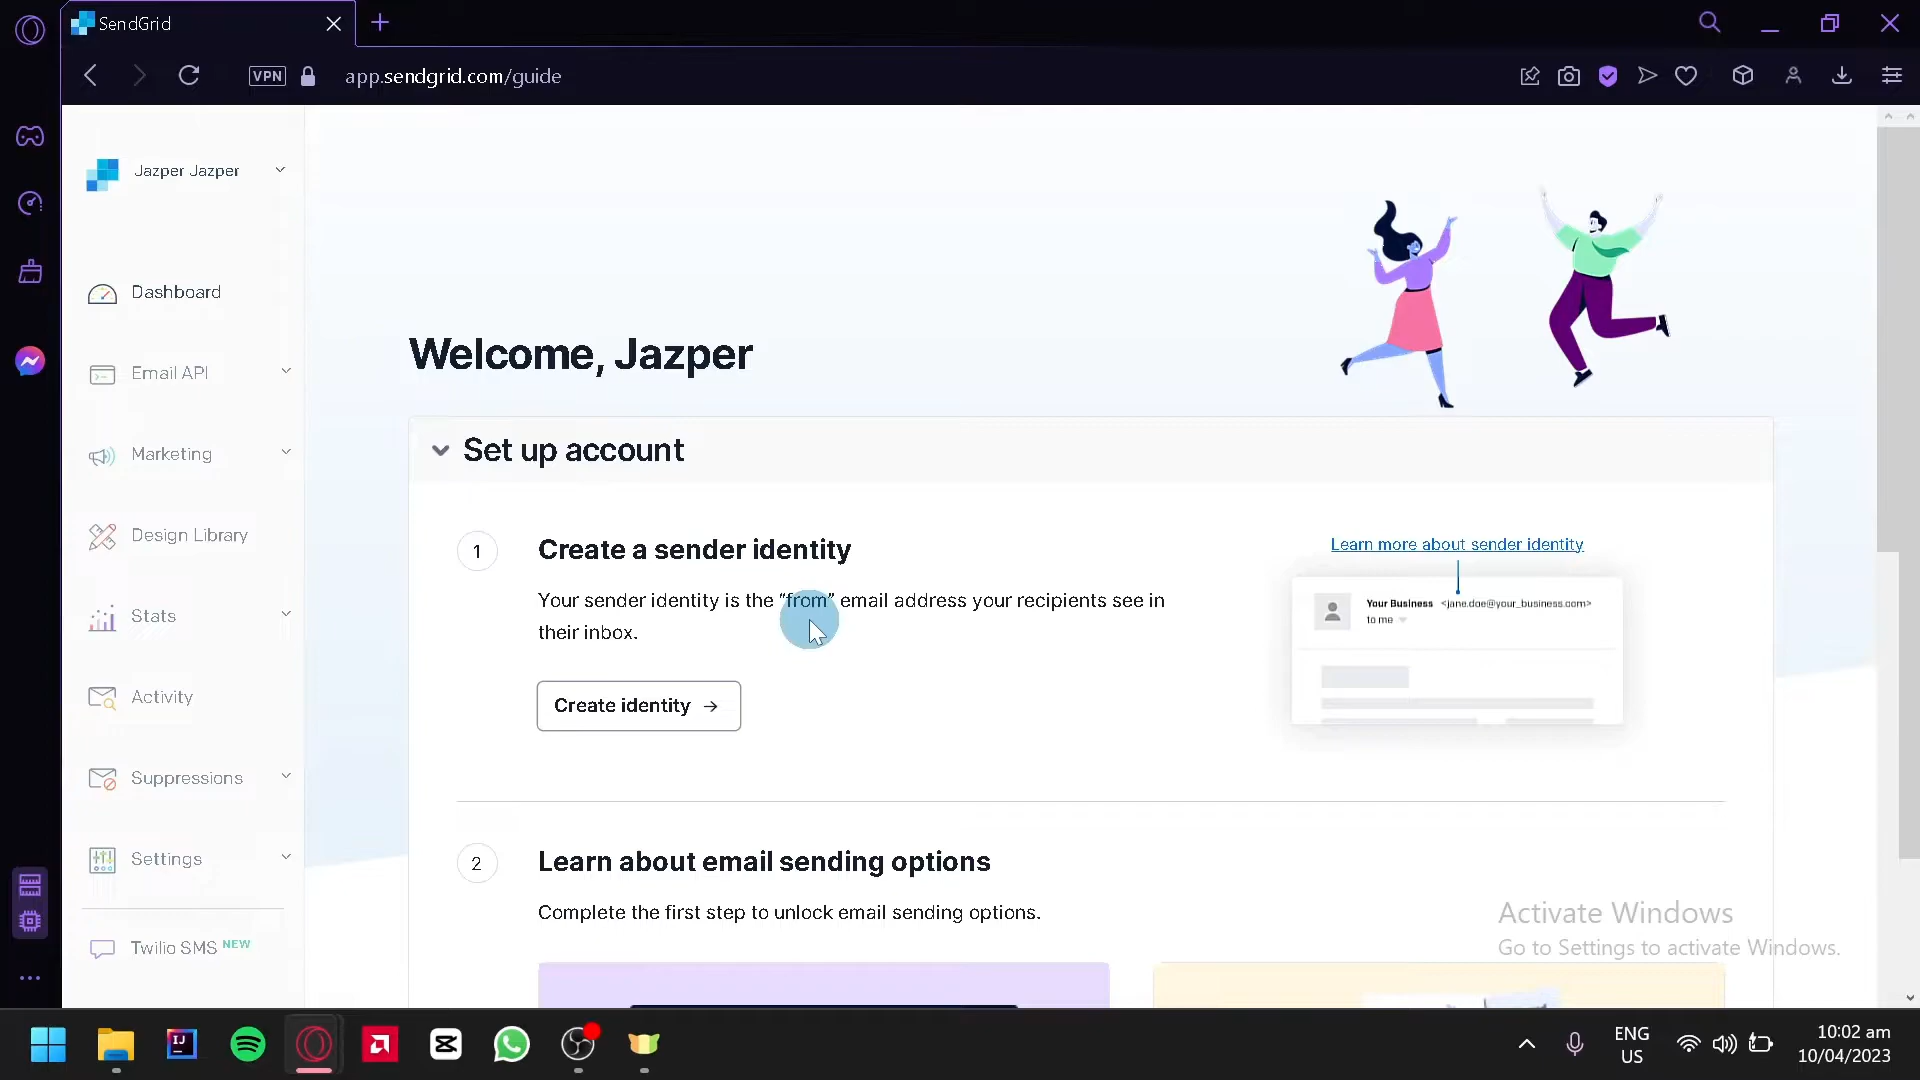 SendGrid
VPN
app.sendgrid.com/guide
Jazper Jazper
Dashboard
Email API
Marketing
Design Library
Stats
Activity
Suppressions
Settings
Twilio SMS NEW
Welcome, Jazper
Set up account
1
Create a sender identity
Your sender identity is the “from” email address your recipients see in
their inbox.
Create identity →
Learn more about sender identity
Your Business <jane.doe@your_business.com>
to me
2
Learn about email sending options
Complete the first step to unlock email sending options.
Activate Windows
Go to Settings to activate Windows.
IJ
ENG
US
10:02 am
10/04/2023